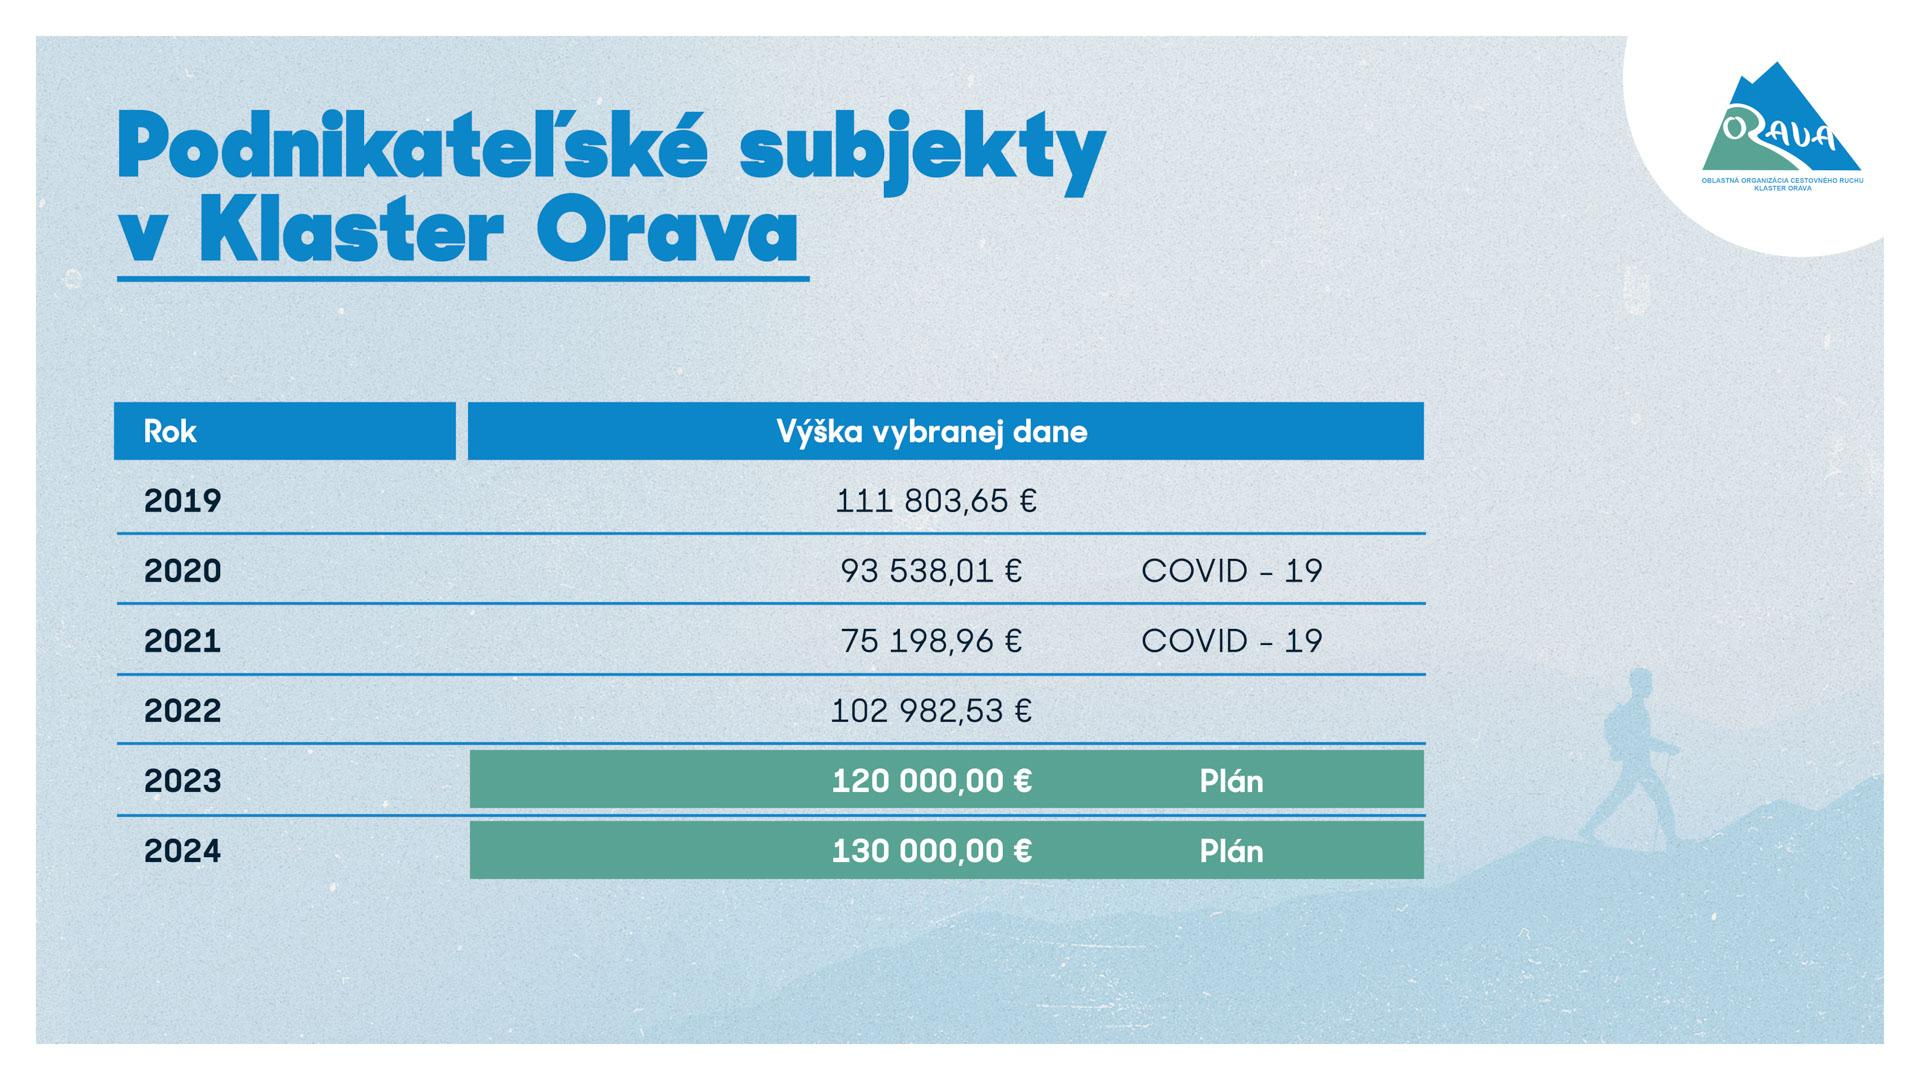 Podnikateľské subjekty
v Klaster Orava
ORAVA
OBLASTNÁ ORGANIZÁCIA CESTOVNÉHO RUCHU
KLASTER ORAVA
Rok Výška vybranej dane
2019 111 803,65 €
2020 93 538,01 € COVID - 19
2021 75 198,96 € COVID - 19
2022 102 982,53 €
2023 120 000,00 € Plán
2024 130 000,00 € Plán